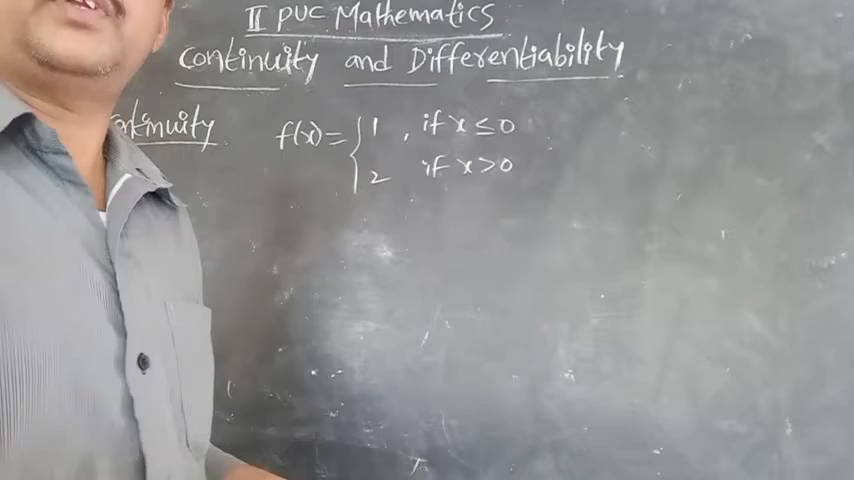 II PUC Mathematics
Continuity and Differentiability
f(x) = { 1 , if x ≤ 0
2 if x > 0